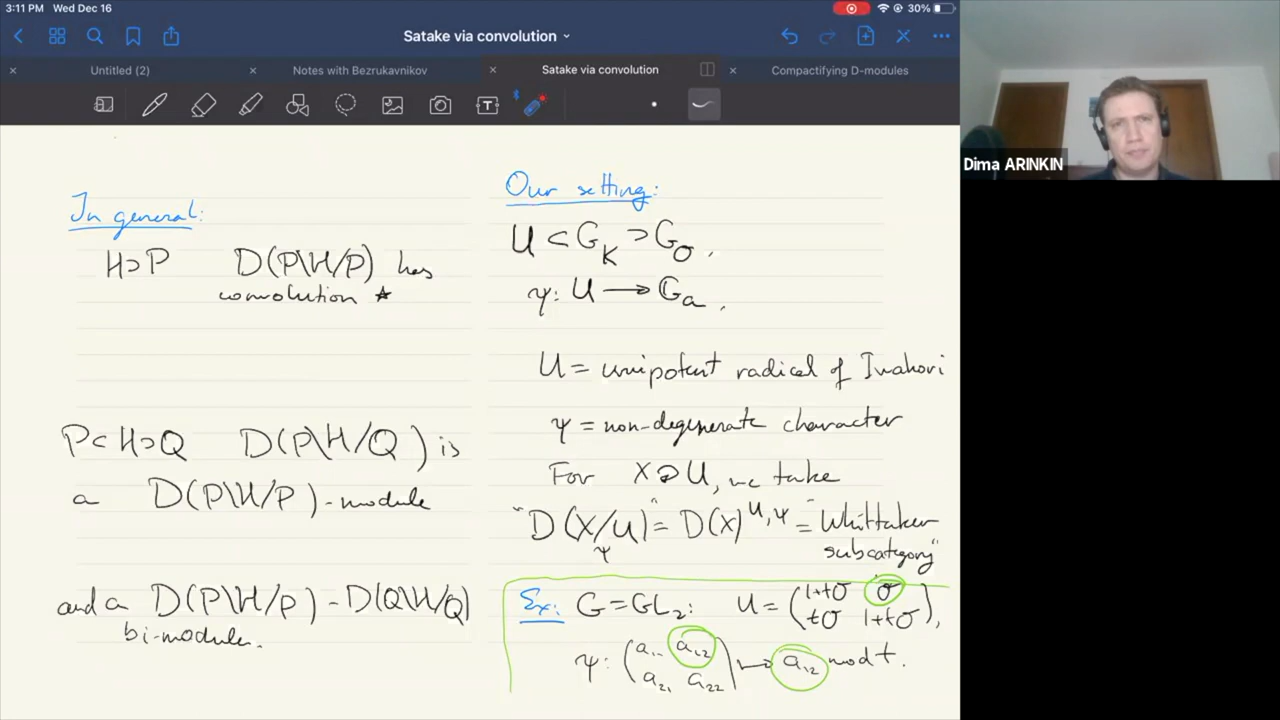 3:11 PM Wed Dec 16
30%
Satake via convolution
Untitled (2)
Notes with Bezrukavnikov
Satake via convolution
Compactifying D-modules
Dima ARINKIN
In general:
H⊃P D(P\H/P) has
convolution ★
P⊂H⊃Q D(P\H/Q) is
a D(P\H/P)-module
and a D(P\H/P)-D(Q\H/Q)
bi-module.
Our setting:
U⊂G_K⊃G_O,
ψ: U⟶G_a,
U = unipotent radical of Iwahori
ψ = non-degenerate character
For X↻U, we take
"D(X/U)_ψ" = D(X)^{U,ψ} = "Whittaker
subcategory"
Ex: G=GL_2: U=(1+tO O
tO 1+tO),
ψ: (a_11 a_12
a_21 a_22) ⟼ a_12 mod t.